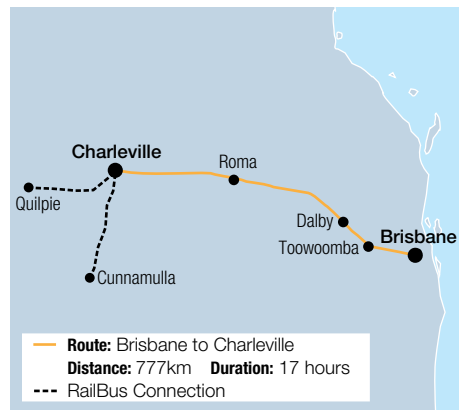 Charleville
Roma
Quilpie
Dalby
Brisbane
Toowoomba
Cunnamulla
Route: Brisbane to Charleville
Distance: 777km Duration: 17 hours
RailBus Connection